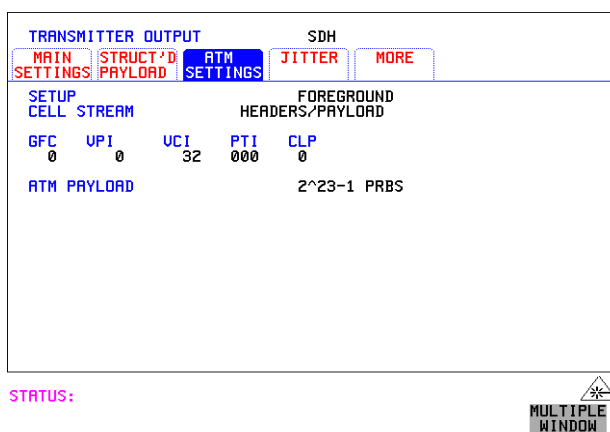 TRANSMITTER OUTPUT SDH
MAIN SETTINGS STRUCT'D PAYLOAD ATM SETTINGS JITTER MORE
SETUP FOREGROUND
CELL STREAM HEADERS/PAYLOAD
GFC VPI VCI PTI CLP
0 0 32 000 0
ATM PAYLOAD 2^23-1 PRBS
STATUS:
MULTIPLE
WINDOW